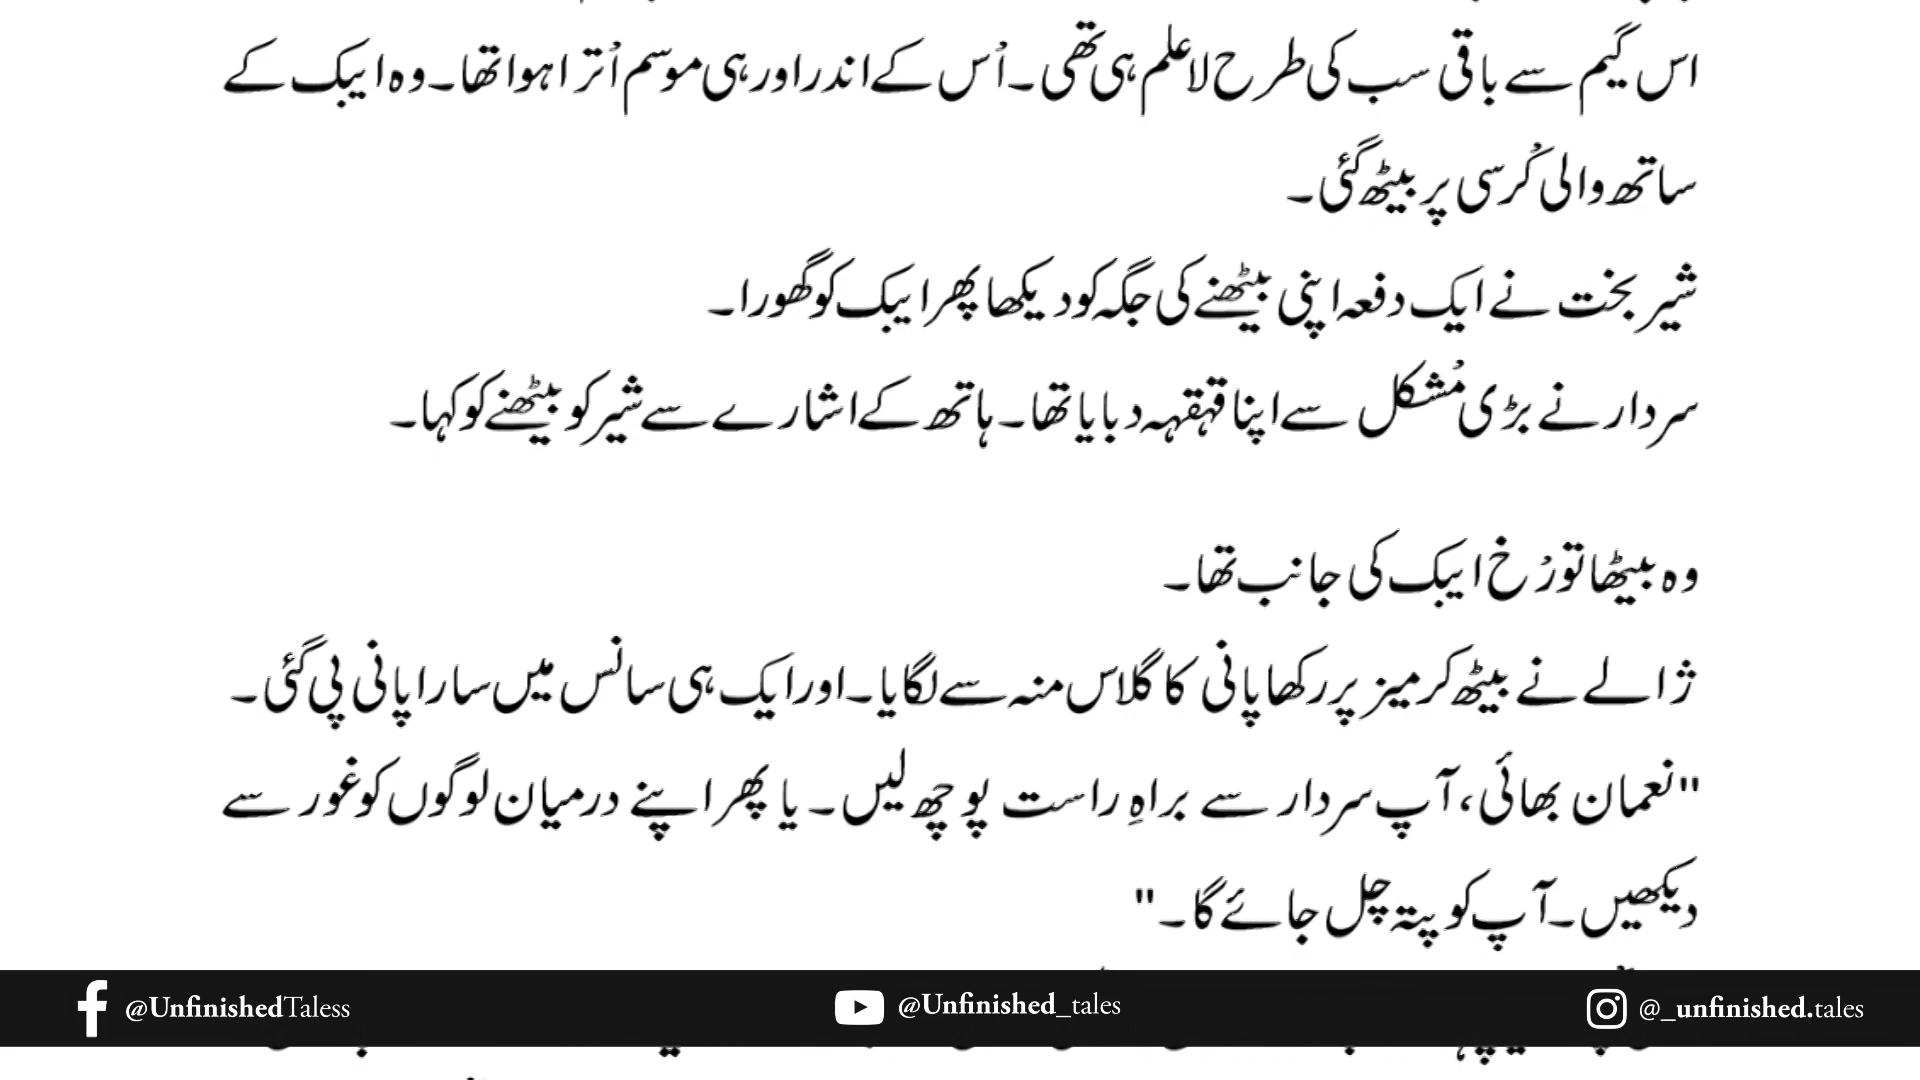 اس گیم سے باقی سب کی طرح لا علم ہی تھی۔ اُس کے اندر اور ہی موسم اُترا ہوا تھا۔ وہ ایبک کے
ساتھ والی کُرسی پر بیٹھ گئی۔
شیر بخت نے ایک دفعہ اپنی بیٹھنے کی جگہ کو دیکھا پھر ایبک کو گھورا۔
سردار نے بڑی مُشکل سے اپنا قہقہہ دبایا تھا۔ ہاتھ کے اشارے سے شیر کو بیٹھنے کو کہا۔
وہ بیٹھا تو رُخ ایبک کی جانب تھا۔
ژالے نے بیٹھ کر میز پر رکھا پانی کا گلاس منہ سے لگایا۔ اور ایک ہی سانس میں سارا پانی پی گئی۔
"نعمان بھائی، آپ سردار سے براہِ راست پوچھ لیں۔ یا پھر اپنے درمیان لوگوں کو غور سے
دیکھیں۔ آپ کو پتہ چل جائے گا۔"
@UnfinishedTaless
@Unfinished_tales
@_unfinished.tales